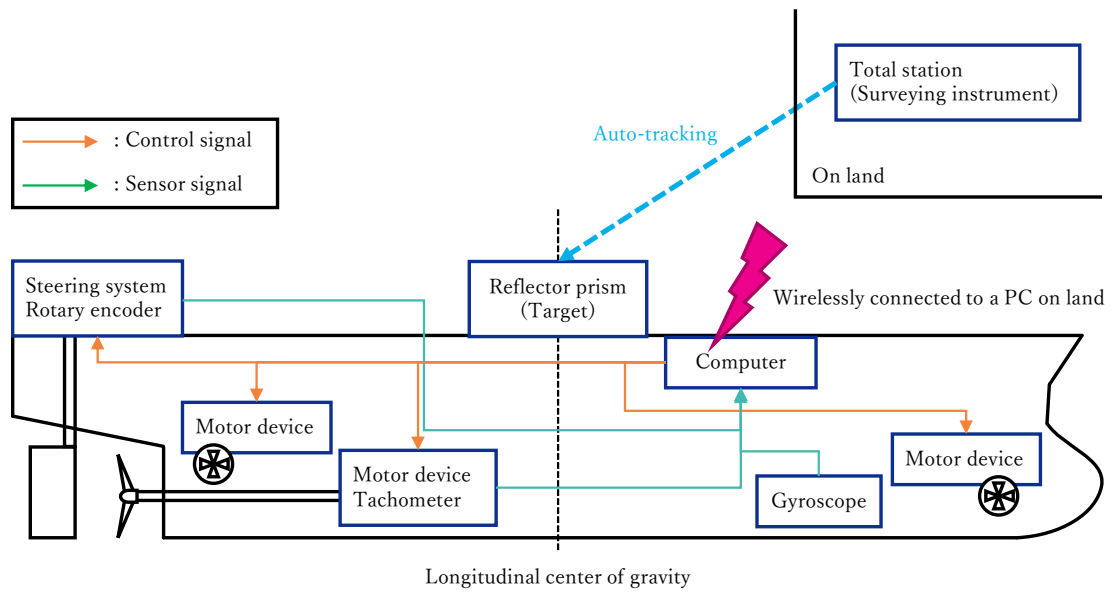 Total station
(Surveying instrument)
Auto-tracking
: Control signal
: Sensor signal
On land
Steering system
Rotary encoder
Reflector prism
(Target)
Wirelessly connected to a PC on land
Computer
Motor device
Motor device
Tachometer
Motor device
Gyroscope
Longitudinal center of gravity